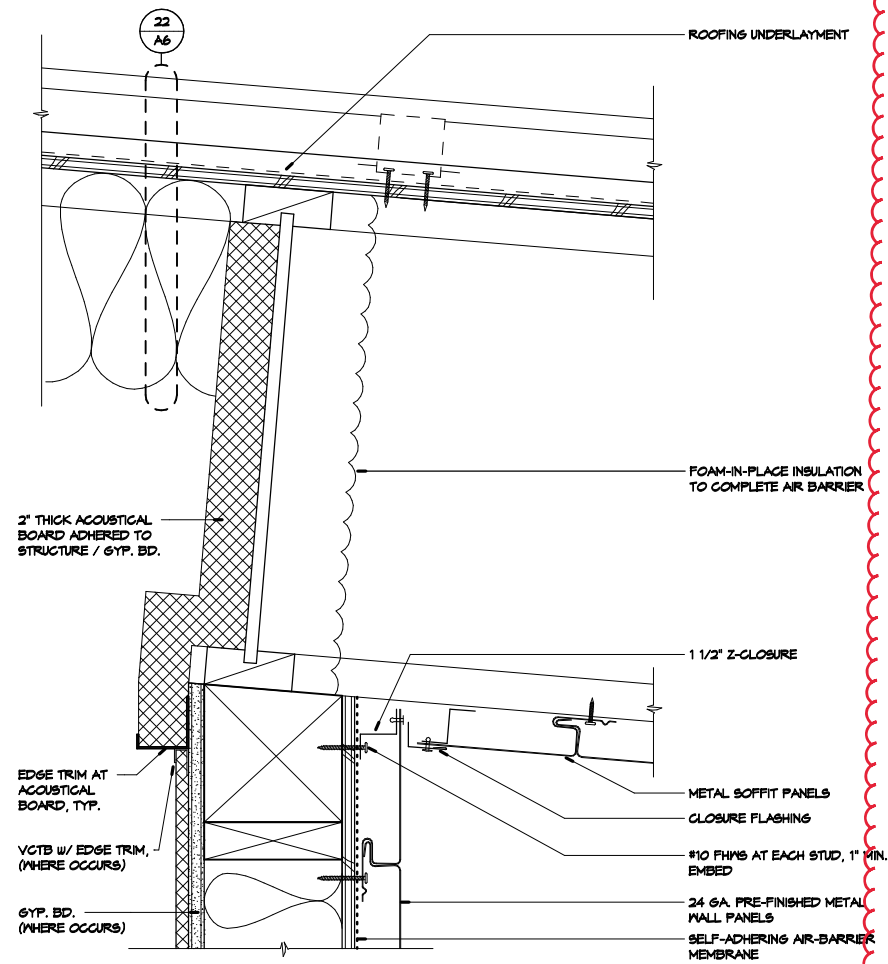 22
A6
ROOFING UNDERLAYMENT
FOAM-IN-PLACE INSULATION
TO COMPLETE AIR BARRIER
2" THICK ACOUSTICAL
BOARD ADHERED TO
STRUCTURE / GYP. BD.
1 1/2" Z-CLOSURE
EDGE TRIM AT
ACOUSTICAL
BOARD, TYP.
METAL SOFFIT PANELS
CLOSURE FLASHING
VCTB W/ EDGE TRIM,
(WHERE OCCURS)
#10 FHWS AT EACH STUD, 1" MIN.
EMBED
24 GA. PRE-FINISHED METAL
WALL PANELS
GYP. BD.
(WHERE OCCURS)
SELF-ADHERING AIR-BARRIER
MEMBRANE